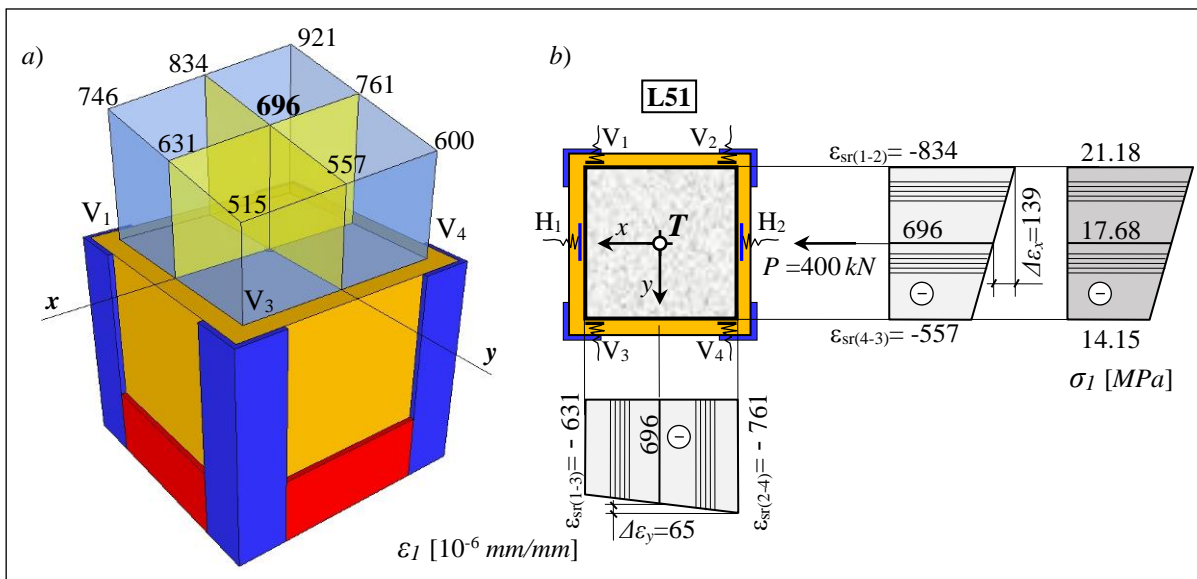 a)
921
834
746
696
761
631
600
557
515
V1
V4
V3
x
y
ε1 [10-6 mm/mm]
b)
L51
V1
V2
H1
x
T
H2
y
V3
V4
P =400 kN
εsr(1-2)= -834
696
Δεx=139
εsr(4-3)= -557
21.18
17.68
14.15
σ1 [MPa]
εsr(1-3)= - 631
696
εsr(2-4)= - 761
Δεy=65